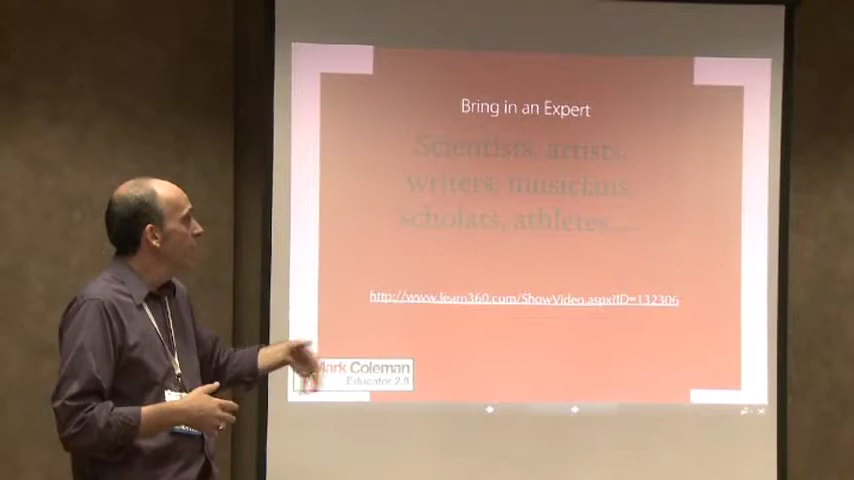 Bring in an Expert
Scientists, artists,
writers, musicians,
scholars, athletes.....
http://www.learn360.com/ShowVideo.aspx?ID=132306
Mark Coleman
Educator 2.0